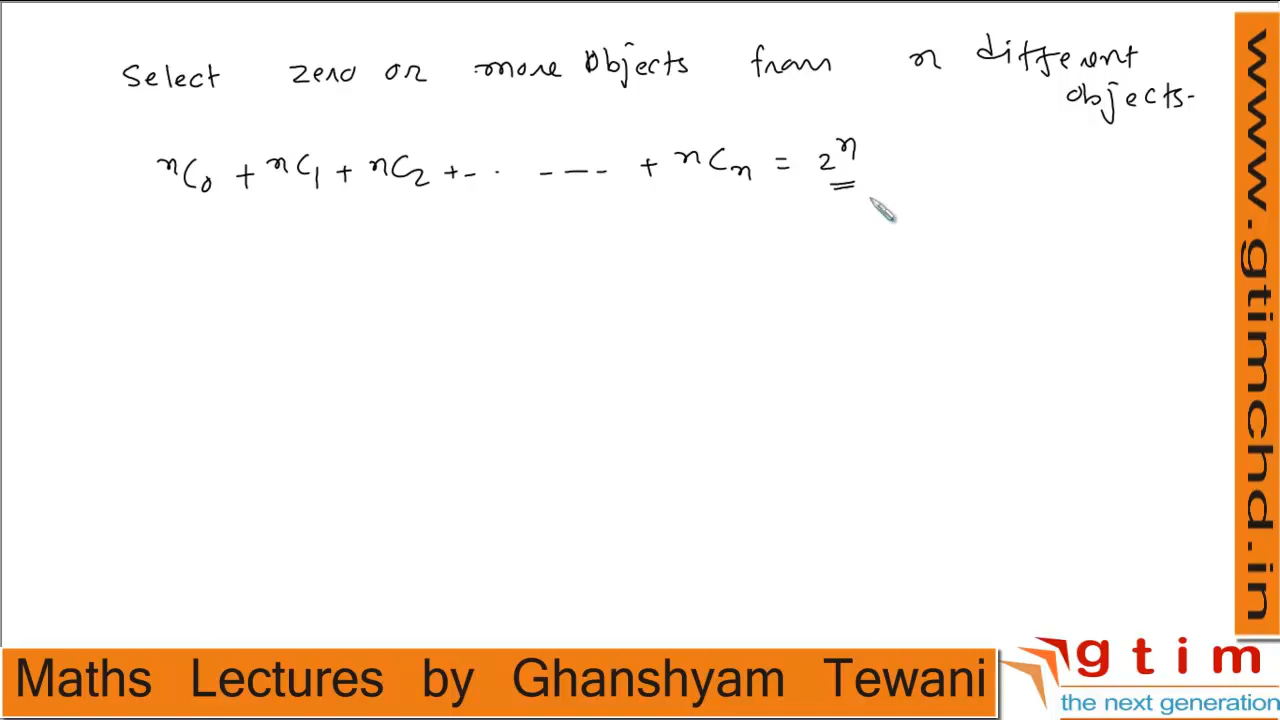 Select zero or more objects from n different
objects.
ⁿC₀ + ⁿC₁ + ⁿC₂ + - . - - - - + ⁿCₙ = 2ⁿ
www.gtimchd.in
Maths Lectures by Ghanshyam Tewani
gtim
the next generation